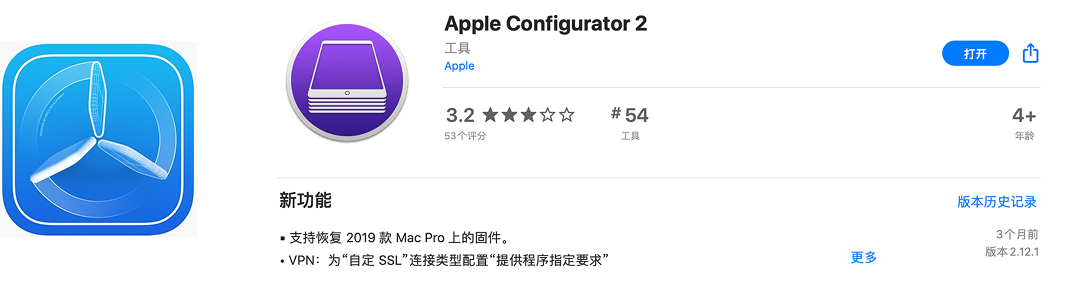 Apple Configurator 2
工具
Apple
打开
3.2
#54
4+
53个评分
工具
年龄
新功能
版本历史记录
▪ 支持恢复 2019 款 Mac Pro 上的固件。
3个月前
• VPN：为“自定 SSL”连接类型配置“提供程序指定要求”
更多
版本2.12.1